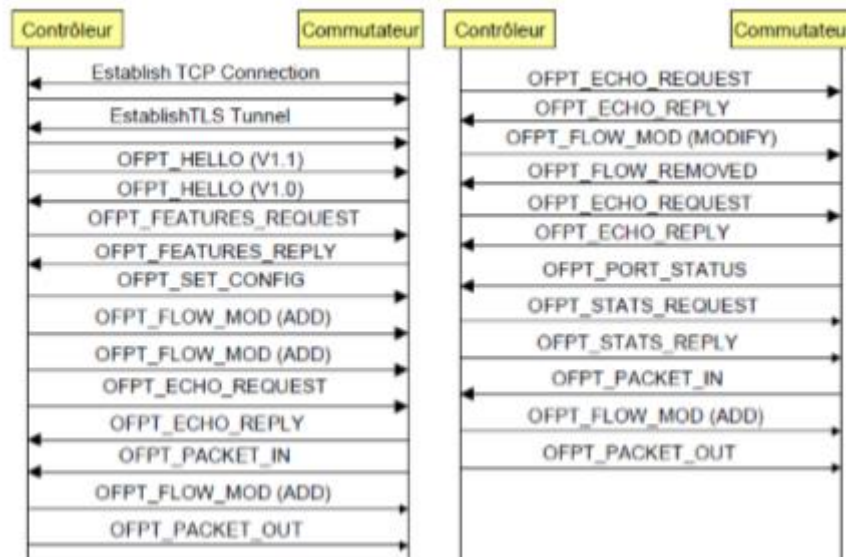 Contrôleur
Commutateur
Establish TCP Connection
EstablishTLS Tunnel
OFPT_HELLO (V1.1)
OFPT_HELLO (V1.0)
OFPT_FEATURES_REQUEST
OFPT_FEATURES_REPLY
OFPT_SET_CONFIG
OFPT_FLOW_MOD (ADD)
OFPT_FLOW_MOD (ADD)
OFPT_ECHO_REQUEST
OFPT_ECHO_REPLY
OFPT_PACKET_IN
OFPT_FLOW_MOD (ADD)
OFPT_PACKET_OUT
Contrôleur
Commutateur
OFPT_ECHO_REQUEST
OFPT_ECHO_REPLY
OFPT_FLOW_MOD (MODIFY)
OFPT_FLOW_REMOVED
OFPT_ECHO_REQUEST
OFPT_ECHO_REPLY
OFPT_PORT_STATUS
OFPT_STATS_REQUEST
OFPT_STATS_REPLY
OFPT_PACKET_IN
OFPT_FLOW_MOD (ADD)
OFPT_PACKET_OUT